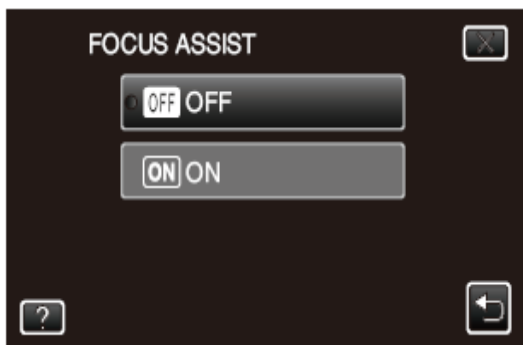 FOCUS ASSIST
X
OFF OFF
ON ON
?